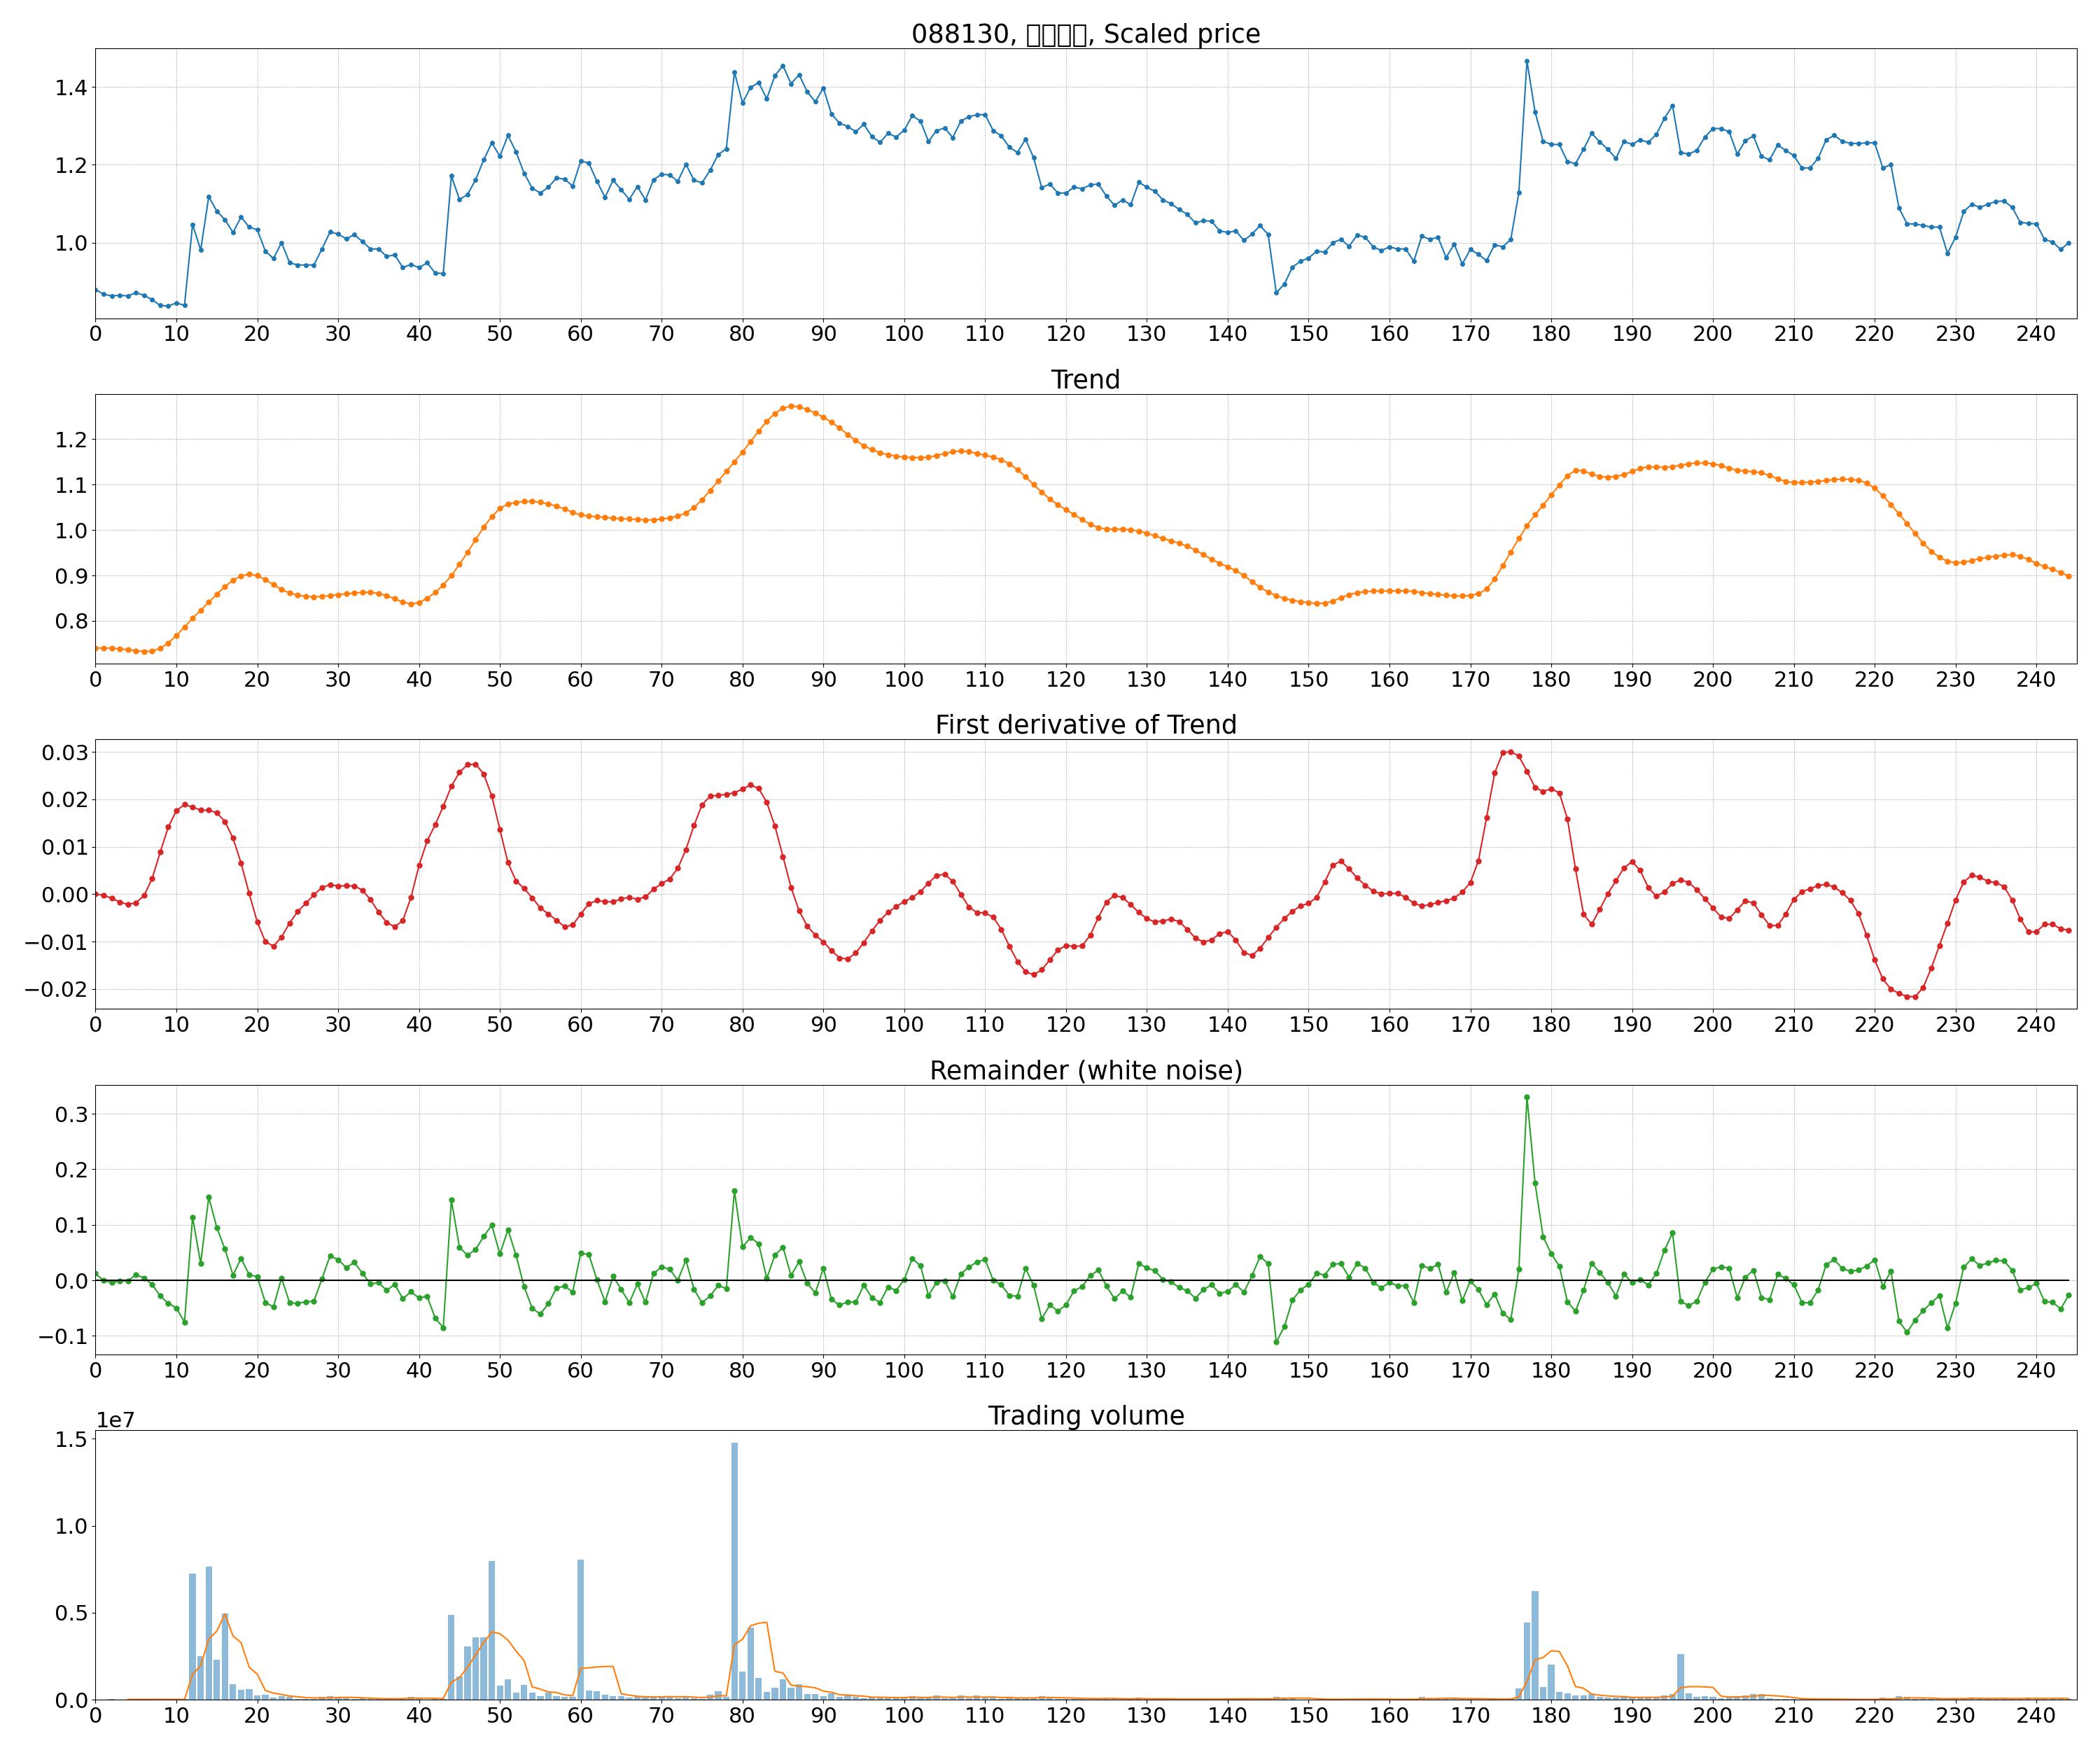 088130, □□□□, Scaled price
1.4
1.2
1.0
0 10 20 30 40 50 60 70 80 90 100 110 120 130 140 150 160 170 180 190 200 210 220 230 240
Trend
1.2
1.1
1.0
0.9
0.8
0 10 20 30 40 50 60 70 80 90 100 110 120 130 140 150 160 170 180 190 200 210 220 230 240
First derivative of Trend
0.03
0.02
0.01
0.00
−0.01
−0.02
0 10 20 30 40 50 60 70 80 90 100 110 120 130 140 150 160 170 180 190 200 210 220 230 240
Remainder (white noise)
0.3
0.2
0.1
0.0
−0.1
0 10 20 30 40 50 60 70 80 90 100 110 120 130 140 150 160 170 180 190 200 210 220 230 240
Trading volume
1e7
1.5
1.0
0.5
0.0
0 10 20 30 40 50 60 70 80 90 100 110 120 130 140 150 160 170 180 190 200 210 220 230 240